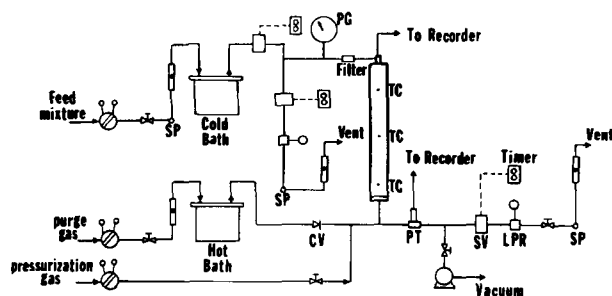 PG
To Recorder
Filter
TC
Feed
mixture
SP
Cold
Bath
TC
Vent
To Recorder
Timer
Vent
SP
TC
purge
gas
Hot
Bath
CV
PT
SV
LPR
SP
pressurization
gas
Vacuum